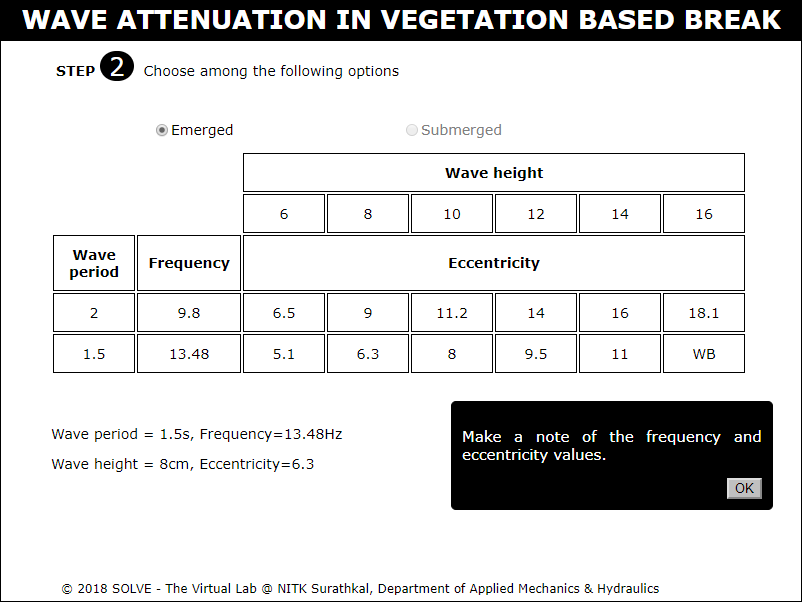 WAVE ATTENUATION IN VEGETATION BASED BREAK
STEP 2 Choose among the following options
Emerged Submerged
Wave height
6 8 10 12 14 16
Wave period Frequency Eccentricity
2 9.8 6.5 9 11.2 14 16 18.1
1.5 13.48 5.1 6.3 8 9.5 11 WB
Wave period = 1.5s, Frequency=13.48Hz
Wave height = 8cm, Eccentricity=6.3
Make a note of the frequency and
eccentricity values.
OK
© 2018 SOLVE - The Virtual Lab @ NITK Surathkal, Department of Applied Mechanics & Hydraulics